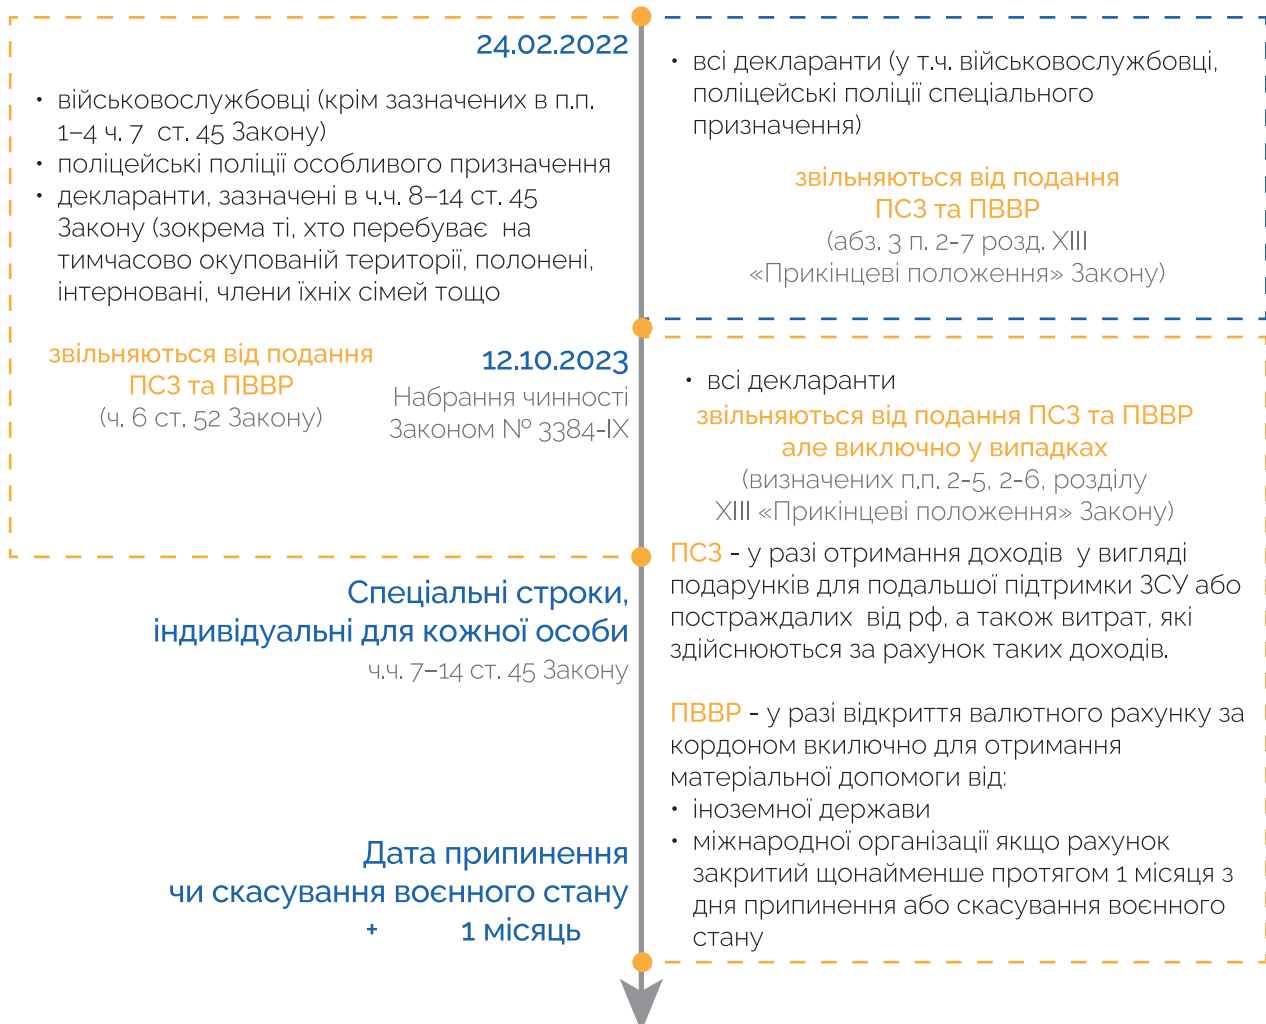 24.02.2022
• військовослужбовці (крім зазначених в п.п.
1–4 ч. 7 ст. 45 Закону)
• поліцейські поліції особливого призначення
• декларанти, зазначені в ч.ч. 8–14 ст. 45
Закону (зокрема ті, хто перебуває на
тимчасово окупованій території, полонені,
інтерновані, члени їхніх сімей тощо
звільняються від подання
ПСЗ та ПВВР
(ч. 6 ст. 52 Закону)
• всі декларанти (у т.ч. військовослужбовці,
поліцейські поліції спеціального
призначення)
звільняються від подання
ПСЗ та ПВВР
(абз. 3 п. 2-7 розд. XIII
«Прикінцеві положення» Закону)
12.10.2023
Набрання чинності
Законом № 3384-IX
• всі декларанти
звільняються від подання ПСЗ та ПВВР
але виключно у випадках
(визначених п.п. 2-5, 2-6, розділу
XIII «Прикінцеві положення» Закону)
ПСЗ - у разі отримання доходів у вигляді
подарунків для подальшої підтримки ЗСУ або
постраждалих від рф, а також витрат, які
здійснюються за рахунок таких доходів.
ПВВР - у разі відкриття валютного рахунку за
кордоном вкилючно для отримання
матеріальної допомоги від:
• іноземної держави
• міжнародної організації якщо рахунок
закритий щонайменше протягом 1 місяця з
дня припинення або скасування воєнного
стану
Спеціальні строки,
індивідуальні для кожної особи
ч.ч. 7–14 ст. 45 Закону
Дата припинення
чи скасування воєнного стану
+ 1 місяць